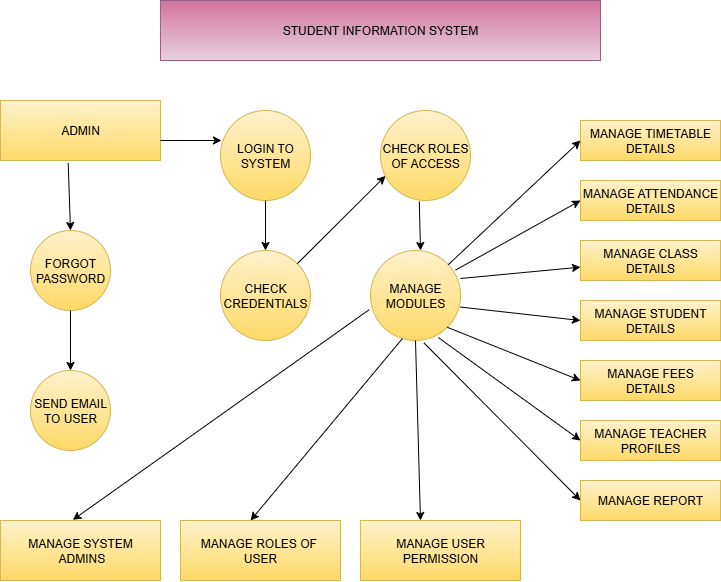 STUDENT INFORMATION SYSTEM
ADMIN
LOGIN TO
SYSTEM
CHECK ROLES
OF ACCESS
MANAGE TIMETABLE
DETAILS
MANAGE ATTENDANCE
DETAILS
FORGOT
PASSWORD
CHECK
CREDENTIALS
MANAGE
MODULES
MANAGE CLASS
DETAILS
MANAGE STUDENT
DETAILS
MANAGE FEES
DETAILS
SEND EMAIL
TO USER
MANAGE TEACHER
PROFILES
MANAGE REPORT
MANAGE SYSTEM
ADMINS
MANAGE ROLES OF
USER
MANAGE USER
PERMISSION